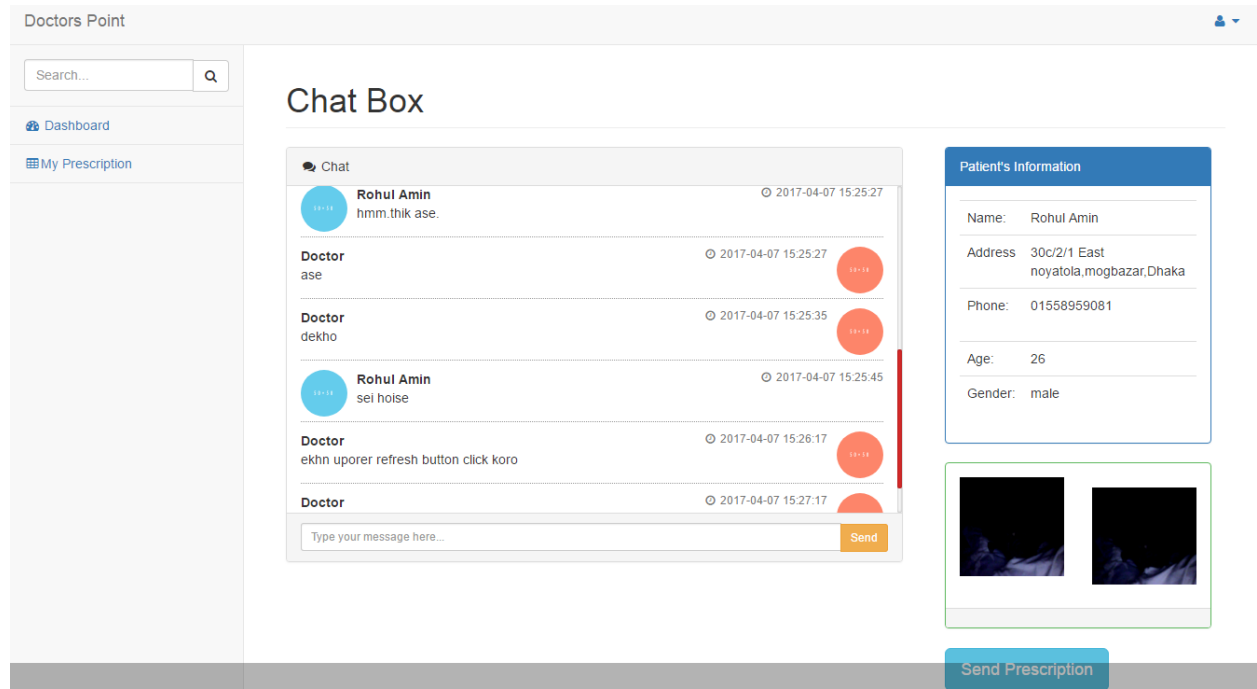 Doctors Point
Search...
Dashboard
My Prescription
Chat Box
Chat
Rohul Amin
2017-04-07 15:25:27
hmm.thik ase.
Doctor
2017-04-07 15:25:27
ase
Doctor
2017-04-07 15:25:35
dekho
Rohul Amin
2017-04-07 15:25:45
sei hoise
Doctor
2017-04-07 15:26:17
ekhn uporer refresh button click koro
Doctor
2017-04-07 15:27:17
Type your message here...
Send
Patient's Information
Name: Rohul Amin
Address 30c/2/1 East
noyatola,mogbazar,Dhaka
Phone: 01558959081
Age: 26
Gender: male
Send Prescription